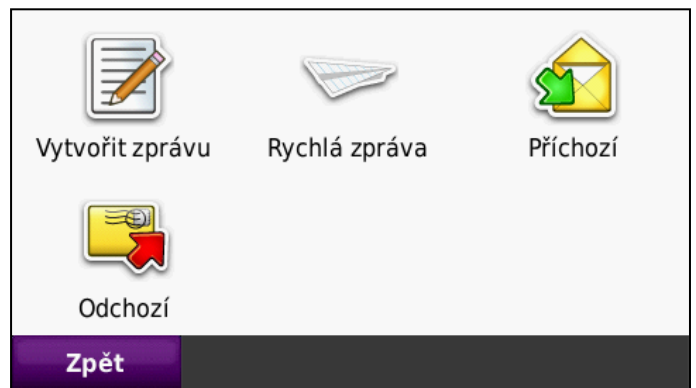 Vytvořit zprávu
Rychlá zpráva
Příchozí
Odchozí
Zpět